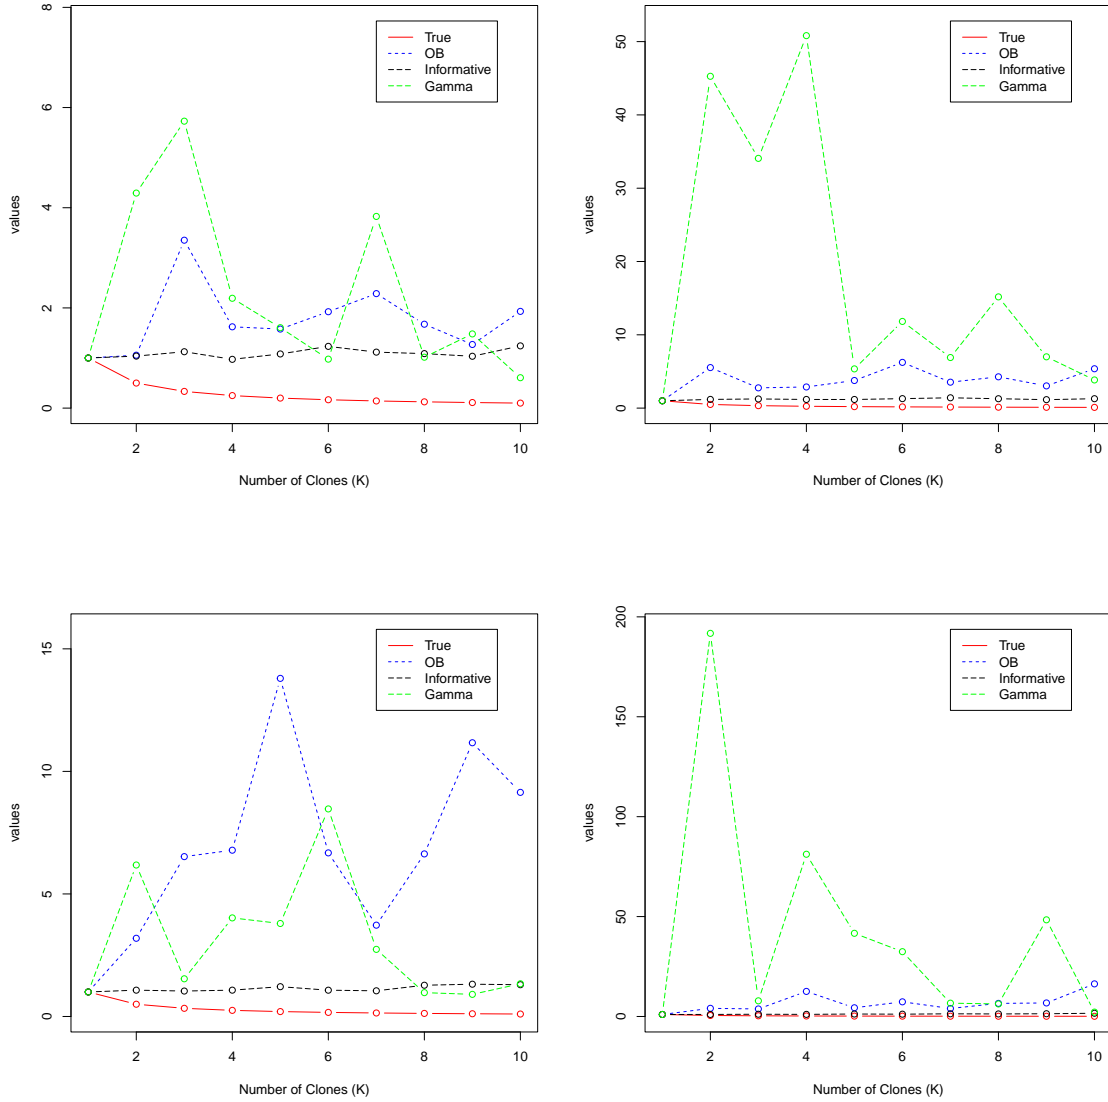 True
OB
Informative
Gamma
values
8
6
4
2
0
2
4
6
8
10
Number of Clones (K)
True
OB
Informative
Gamma
values
50
40
30
20
10
0
2
4
6
8
10
Number of Clones (K)
True
OB
Informative
Gamma
values
15
10
5
0
2
4
6
8
10
Number of Clones (K)
True
OB
Informative
Gamma
values
200
150
100
50
0
2
4
6
8
10
Number of Clones (K)